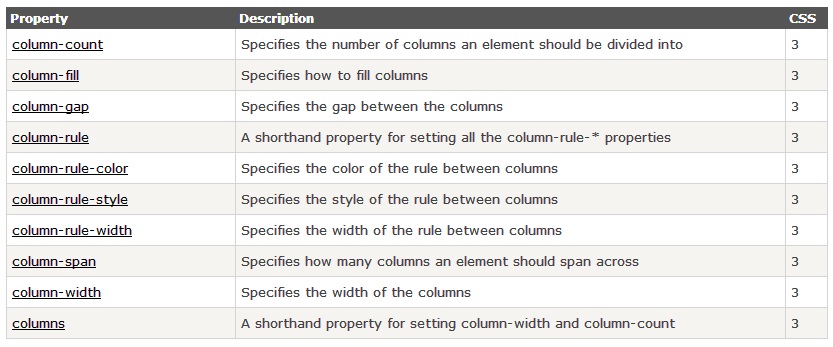 Property Description CSS
column-count Specifies the number of columns an element should be divided into 3
column-fill Specifies how to fill columns 3
column-gap Specifies the gap between the columns 3
column-rule A shorthand property for setting all the column-rule-* properties 3
column-rule-color Specifies the color of the rule between columns 3
column-rule-style Specifies the style of the rule between columns 3
column-rule-width Specifies the width of the rule between columns 3
column-span Specifies how many columns an element should span across 3
column-width Specifies the width of the columns 3
columns A shorthand property for setting column-width and column-count 3